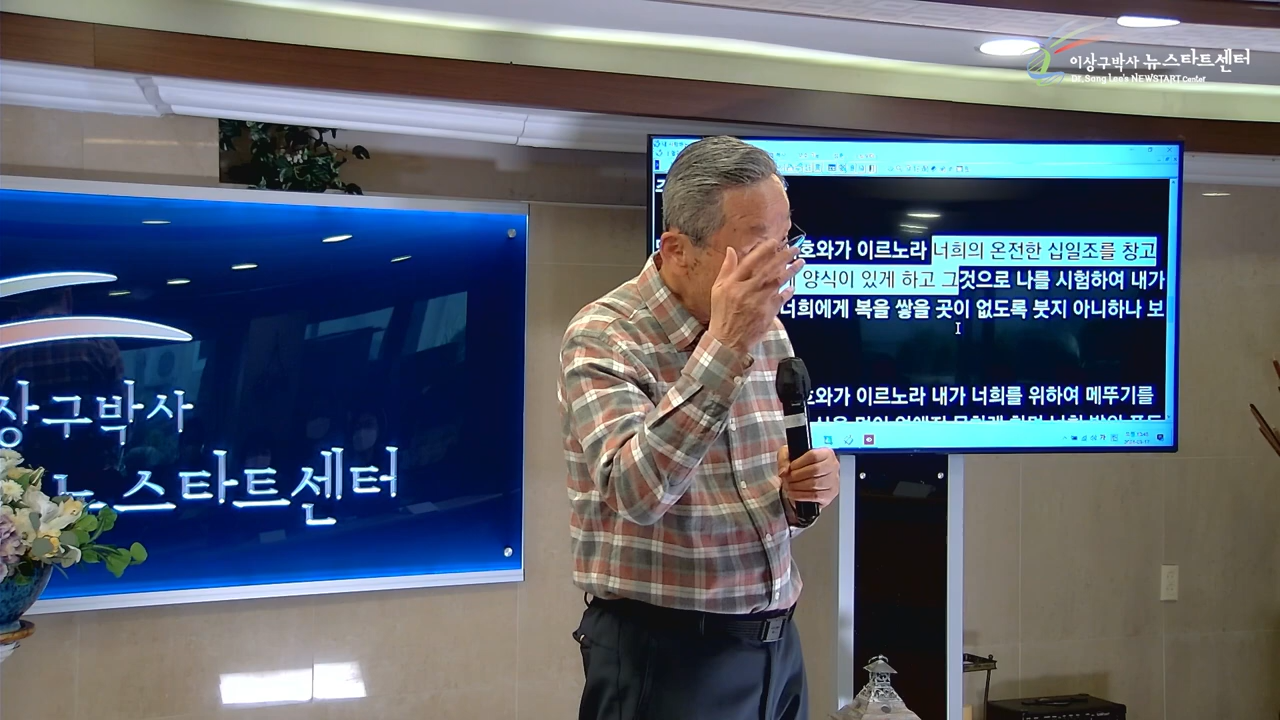 이상구박사 뉴스타트센터
Dr. Sang Lee's NEWSTART Center
호와가 이르노라 너희의 온전한 십일조를 창고
양식이 있게 하고 그것으로 나를 시험하여 내가
너희에게 복을 쌓을 곳이 없도록 붓지 아니하나 보
호와가 이르노라 내가 너희를 위하여 메뚜기를
상구박사
뉴스타트센터